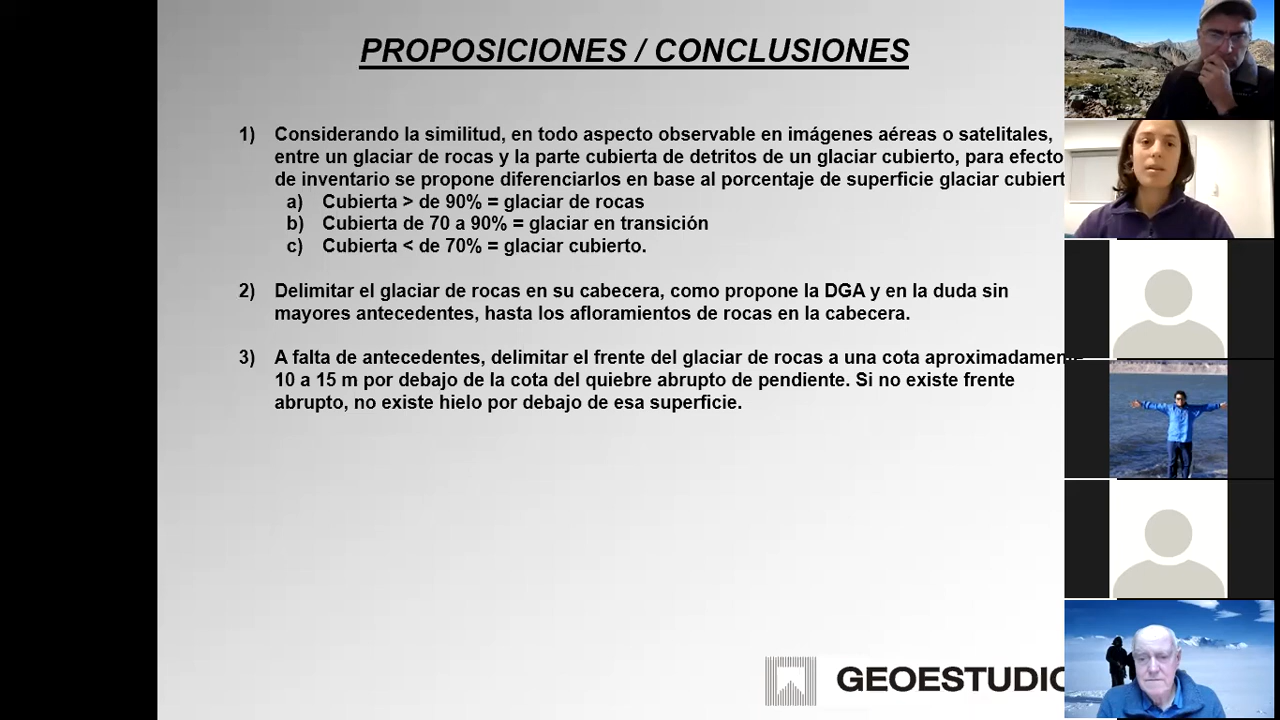 PROPOSICIONES / CONCLUSIONES
1) Considerando la similitud, en todo aspecto observable en imágenes aéreas o satelitales,
entre un glaciar de rocas y la parte cubierta de detritos de un glaciar cubierto, para efecto
de inventario se propone diferenciarlos en base al porcentaje de superficie glaciar cubiert
a) Cubierta > de 90% = glaciar de rocas
b) Cubierta de 70 a 90% = glaciar en transición
c) Cubierta < de 70% = glaciar cubierto.
2) Delimitar el glaciar de rocas en su cabecera, como propone la DGA y en la duda sin
mayores antecedentes, hasta los afloramientos de rocas en la cabecera.
3) A falta de antecedentes, delimitar el frente del glaciar de rocas a una cota aproximadamen
10 a 15 m por debajo de la cota del quiebre abrupto de pendiente. Si no existe frente
abrupto, no existe hielo por debajo de esa superficie.
GEOESTUDIO